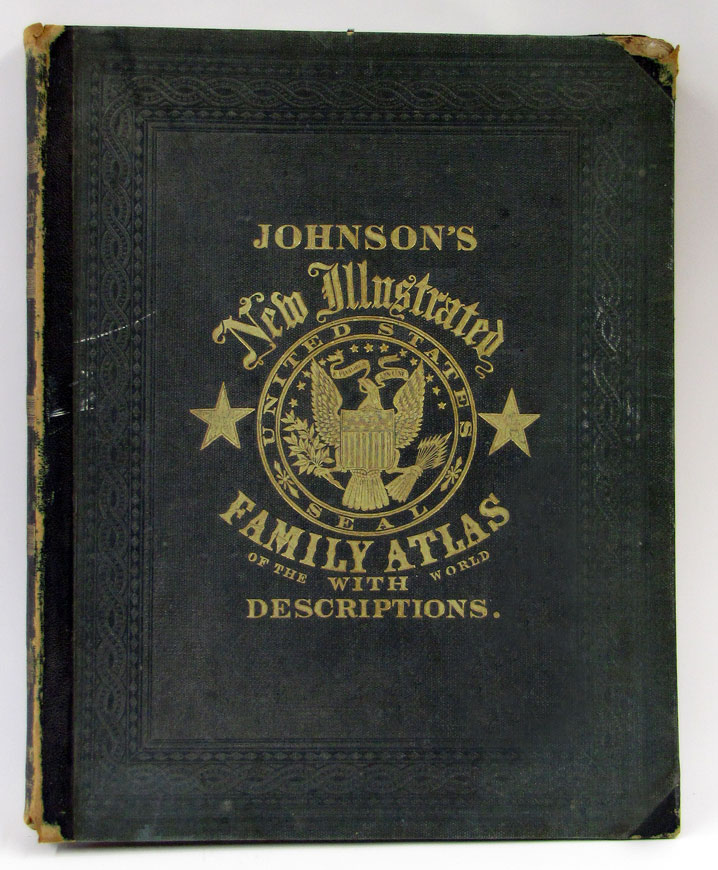 JOHNSON'S
New Illustrated
UNITED STATES
SEAL
FAMILY ATLAS
OF THE WORLD
WITH
DESCRIPTIONS.